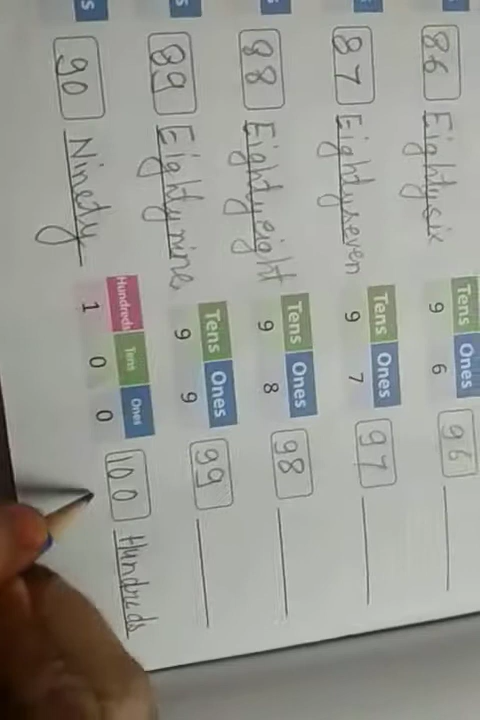 86 Eightysix Tens Ones 9 6 96
87 Eightyseven Tens Ones 9 7 97
88 Eightyeight Tens Ones 9 8 98
89 Eightynine Tens Ones 9 9 99
90 Ninety Hundreds Tens Ones 1 0 0 100 Hundreds